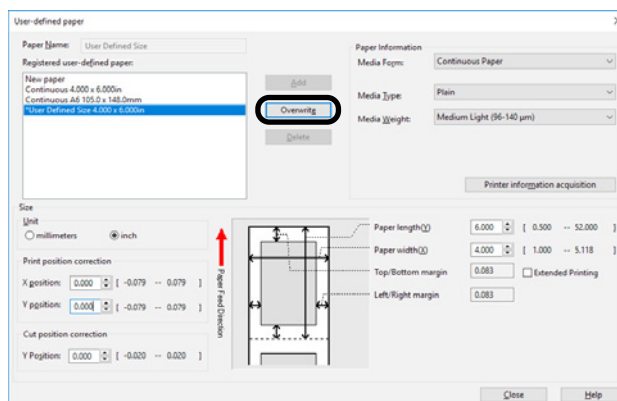 User-defined paper
Paper Name: User Defined Size
Registered user-defined paper:
New paper
Continuous 4.000 x 6.000in
Continuous A6 105.0 x 148.0mm
*User Defined Size 4.000 x 6.000in
Add
Overwrite
Delete
Paper Information
Media Form: Continuous Paper
Media Type: Plain
Media Weight: Medium Light (96-140 μm)
Printer information acquisition
Size
Unit
millimeters inch
Print position correction
X position: 0.000 [ -0.079 -- 0.079 ]
Y position: 0.000 [ -0.079 -- 0.079 ]
Cut position correction
Y Position: 0.000 [ -0.020 -- 0.020 ]
Paper Feed Direction
Paper length(Y) 6.000 [ 0.500 -- 52.000 ]
Paper width(X) 4.000 [ 1.000 -- 5.118 ]
Top/Bottom margin 0.083 Extended Printing
Left/Right margin 0.083
Close Help